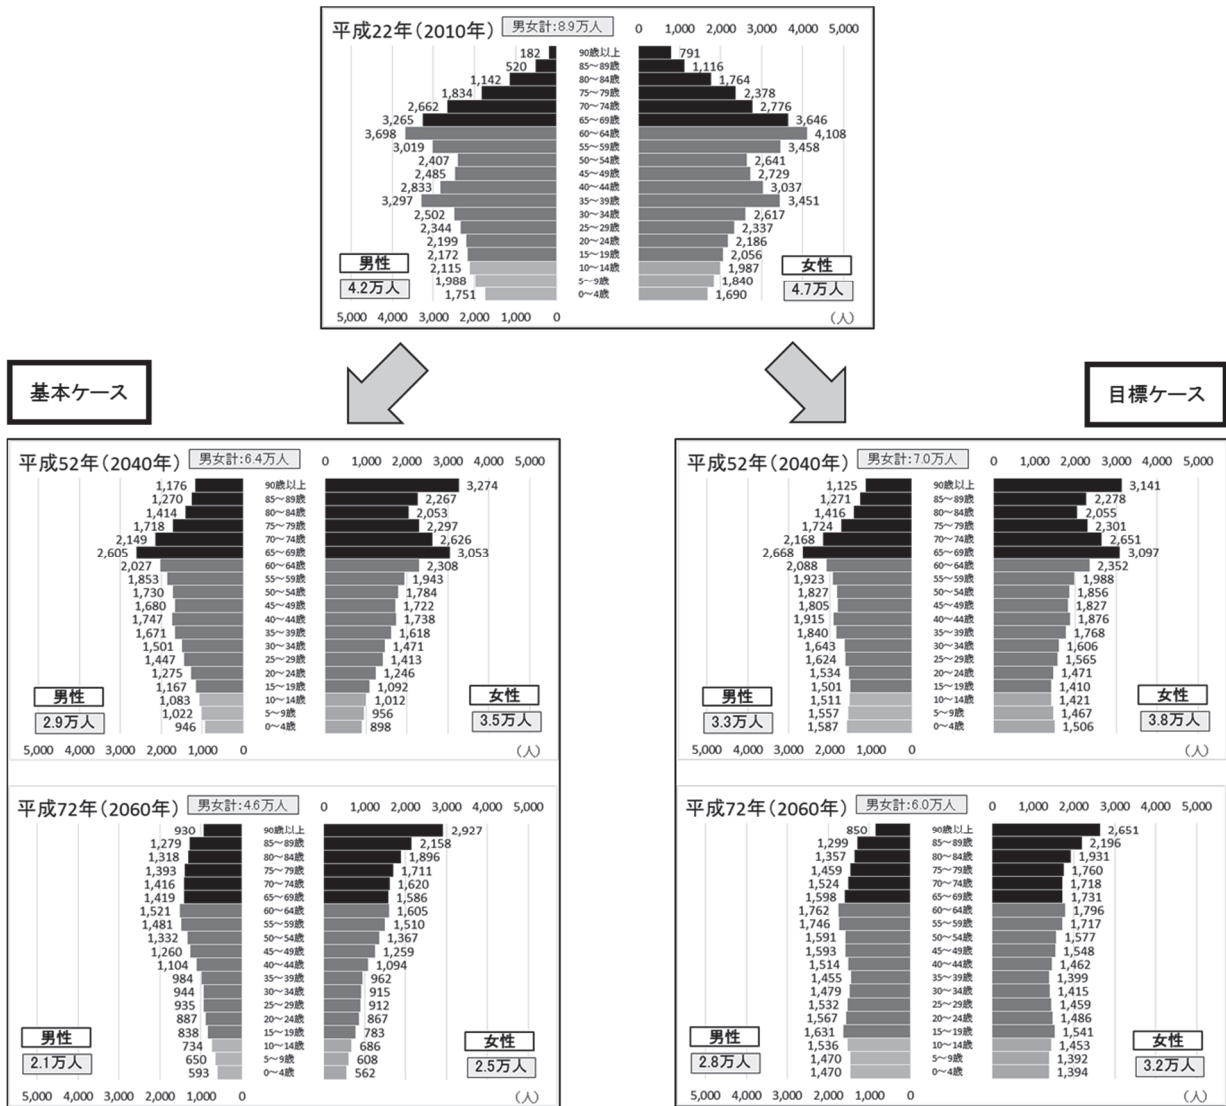 平成22年(2010年) 男女計:8.9万人 0 1,000 2,000 3,000 4,000 5,000
182 90歳以上 791
520 85～89歳 1,116
1,142 80～84歳 1,764
1,834 75～79歳 2,378
2,662 70～74歳 2,776
3,265 65～69歳 3,646
3,698 60～64歳 4,108
3,019 55～59歳 3,458
2,407 50～54歳 2,641
2,485 45～49歳 2,729
2,833 40～44歳 3,037
3,297 35～39歳 3,451
2,502 30～34歳 2,617
2,344 25～29歳 2,337
2,199 20～24歳 2,186
2,172 15～19歳 2,056
男性 2,115 10～14歳 1,987 女性
1,988 5～9歳 1,840
4.2万人 1,751 0～4歳 1,690 4.7万人
5,000 4,000 3,000 2,000 1,000 0 (人)
基本ケース
目標ケース
平成52年(2040年) 男女計:6.4万人 0 1,000 2,000 3,000 4,000 5,000
1,176 90歳以上 3,274
1,270 85～89歳 2,267
1,414 80～84歳 2,053
1,718 75～79歳 2,297
2,149 70～74歳 2,626
2,605 65～69歳 3,053
2,027 60～64歳 2,308
1,853 55～59歳 1,943
1,730 50～54歳 1,784
1,680 45～49歳 1,722
1,747 40～44歳 1,738
1,671 35～39歳 1,618
1,501 30～34歳 1,471
1,447 25～29歳 1,413
1,275 20～24歳 1,246
男性 1,167 15～19歳 1,092 女性
1,083 10～14歳 1,012
2.9万人 1,022 5～9歳 956 3.5万人
946 0～4歳 898
5,000 4,000 3,000 2,000 1,000 0 (人)
平成52年(2040年) 男女計:7.0万人 0 1,000 2,000 3,000 4,000 5,000
1,125 90歳以上 3,141
1,271 85～89歳 2,278
1,416 80～84歳 2,055
1,724 75～79歳 2,301
2,168 70～74歳 2,651
2,668 65～69歳 3,097
2,088 60～64歳 2,352
1,923 55～59歳 1,988
1,827 50～54歳 1,856
1,805 45～49歳 1,827
1,915 40～44歳 1,876
1,840 35～39歳 1,768
1,643 30～34歳 1,606
1,624 25～29歳 1,565
1,534 20～24歳 1,471
男性 1,501 15～19歳 1,410 女性
1,511 10～14歳 1,421
3.3万人 1,557 5～9歳 1,467 3.8万人
1,587 0～4歳 1,506
5,000 4,000 3,000 2,000 1,000 0 (人)
平成72年(2060年) 男女計:4.6万人 0 1,000 2,000 3,000 4,000 5,000
930 90歳以上 2,927
1,279 85～89歳 2,158
1,318 80～84歳 1,896
1,393 75～79歳 1,711
1,416 70～74歳 1,620
1,419 65～69歳 1,586
1,521 60～64歳 1,605
1,481 55～59歳 1,510
1,332 50～54歳 1,367
1,260 45～49歳 1,259
1,104 40～44歳 1,094
984 35～39歳 962
944 30～34歳 915
935 25～29歳 912
887 20～24歳 867
男性 838 15～19歳 783 女性
734 10～14歳 686
2.1万人 650 5～9歳 608 2.5万人
593 0～4歳 562
5,000 4,000 3,000 2,000 1,000 0 (人)
平成72年(2060年) 男女計:6.0万人 0 1,000 2,000 3,000 4,000 5,000
850 90歳以上 2,651
1,299 85～89歳 2,196
1,357 80～84歳 1,931
1,459 75～79歳 1,760
1,524 70～74歳 1,718
1,598 65～69歳 1,731
1,762 60～64歳 1,796
1,746 55～59歳 1,717
1,591 50～54歳 1,577
1,593 45～49歳 1,548
1,514 40～44歳 1,462
1,455 35～39歳 1,399
1,479 30～34歳 1,415
1,532 25～29歳 1,459
1,567 20～24歳 1,486
男性 1,631 15～19歳 1,541 女性
1,536 10～14歳 1,453
2.8万人 1,470 5～9歳 1,392 3.2万人
1,470 0～4歳 1,394
5,000 4,000 3,000 2,000 1,000 0 (人)